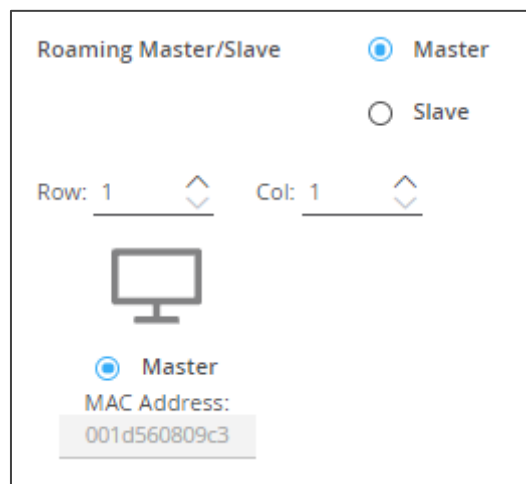 Roaming Master/Slave Master
Slave
Row: 1 Col: 1
Master
MAC Address:
001d560809c3